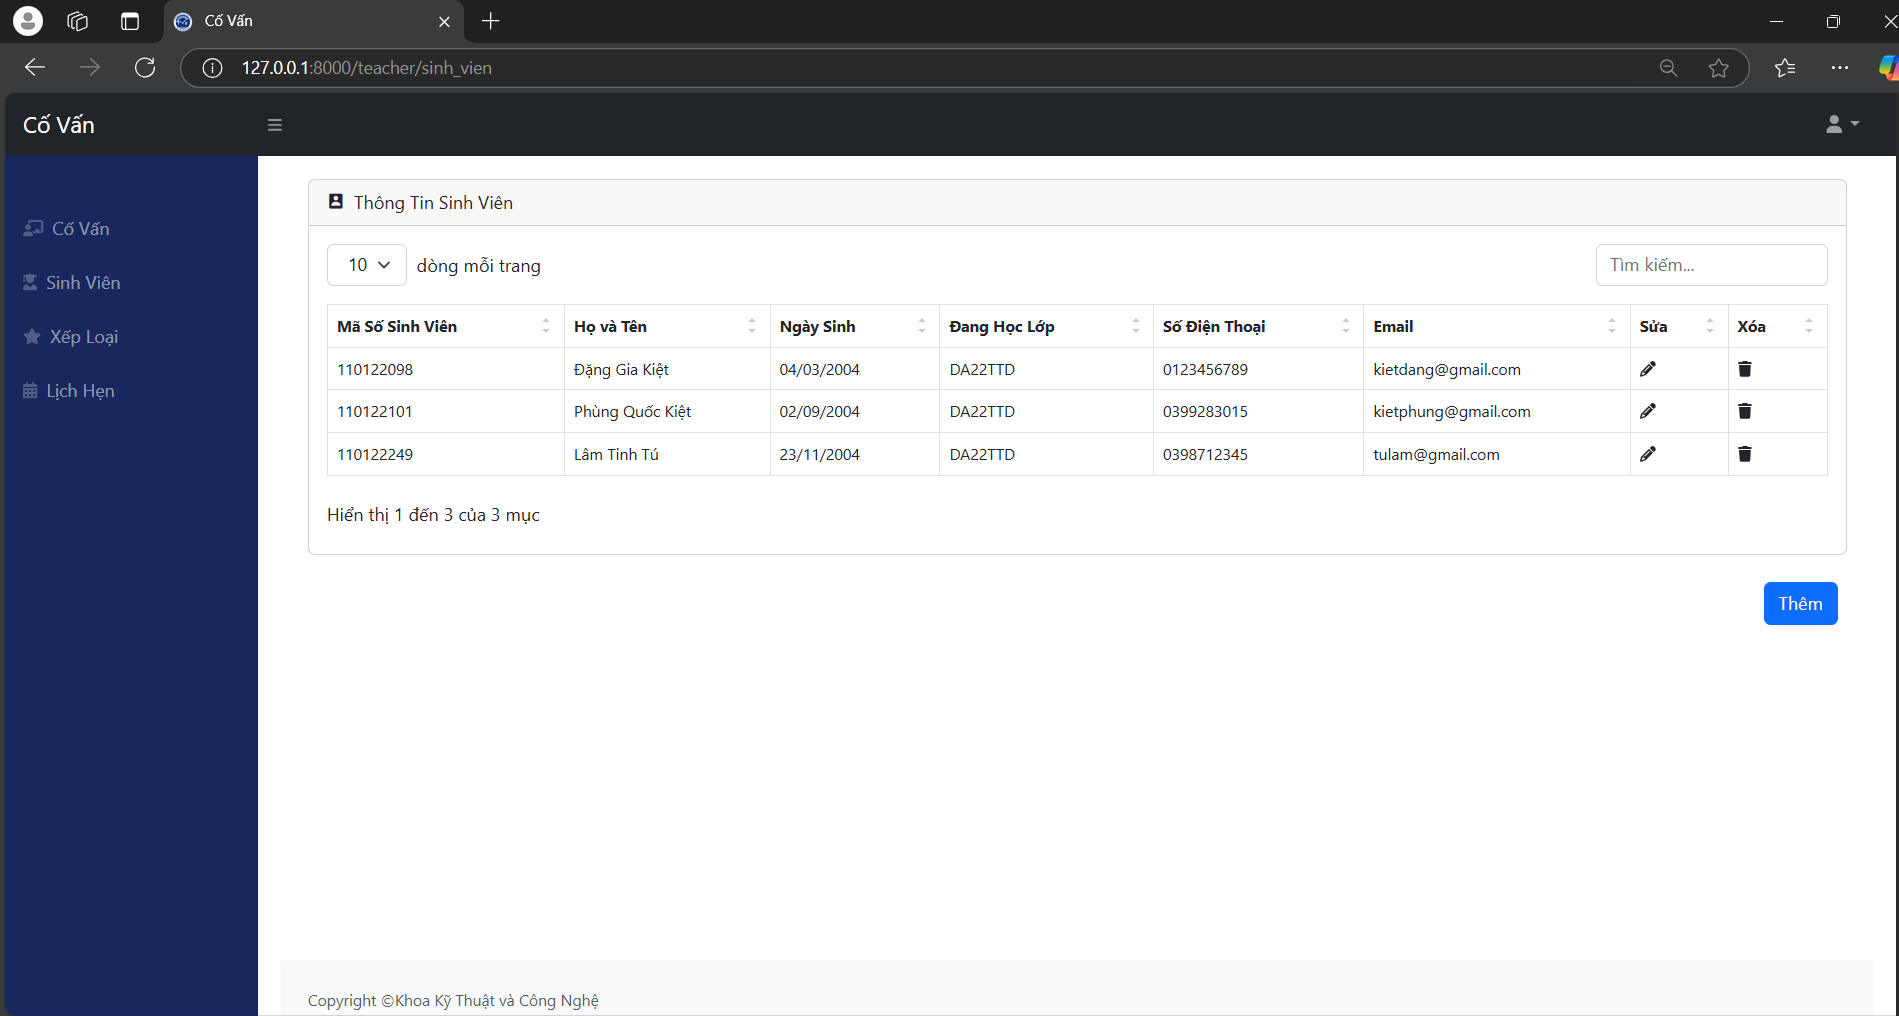 Cố Vấn
127.0.0.1:8000/teacher/sinh_vien
Cố Vấn
Cố Vấn
Sinh Viên
Xếp Loại
Lịch Hẹn
Thông Tin Sinh Viên
10 dòng mỗi trang
Tìm kiếm...
Mã Số Sinh Viên Họ và Tên Ngày Sinh Đang Học Lớp Số Điện Thoại Email Sửa Xóa
110122098 Đặng Gia Kiệt 04/03/2004 DA22TTD 0123456789 kietdang@gmail.com
110122101 Phùng Quốc Kiệt 02/09/2004 DA22TTD 0399283015 kietphung@gmail.com
110122249 Lâm Tinh Tú 23/11/2004 DA22TTD 0398712345 tulam@gmail.com
Hiển thị 1 đến 3 của 3 mục
Thêm
Copyright ©Khoa Kỹ Thuật và Công Nghệ